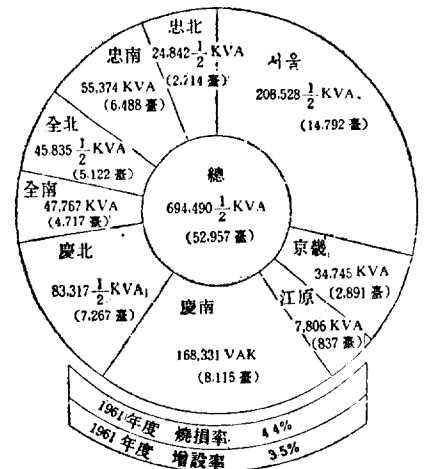 忠北
24,842 1/2 KVA
(2,714 臺)
서울
208,528 1/2 KVA
(14,792 臺)
忠南
55,374 KVA
(6,488 臺)
全北
45,835 1/2 KVA
(5,122 臺)
全南
47,767 KVA
(4,717 臺)
慶北
83,317 1/2 KVA
(7,267 臺)
總
694,490 1/2 KVA
(52,957 臺)
京畿
34,745 KVA
(2,891 臺)
江原
7,806 KVA
(837 臺)
慶南
168,331 VAK
(8,115 臺)
1961年度 燒損率 4.4%
1961年度 增設率 3.5%